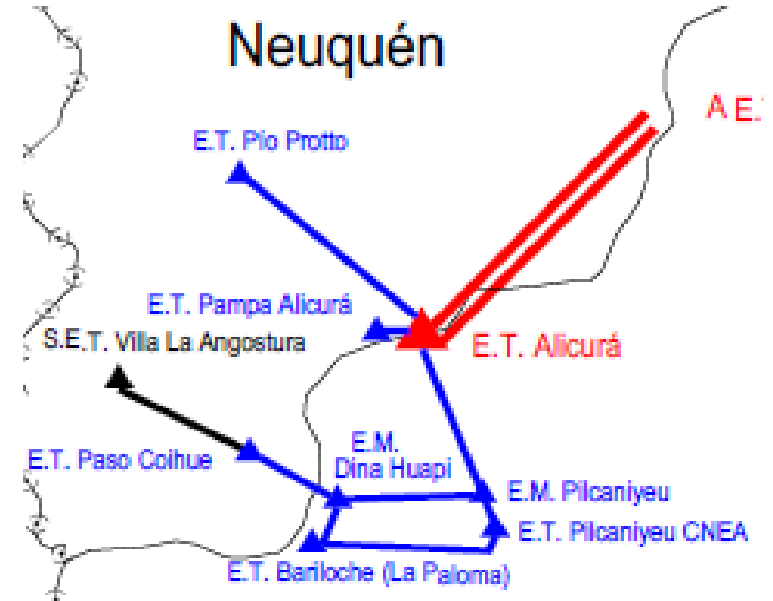 Neuquén
A E.
E.T. Pío Protto
E.T. Pampa Alicurá
S.E.T. Villa La Angostura
E.T. Alicurá
E.T. Paso Coihue
E.M.
Dina Huapi
E.M. Pilcaniyeu
E.T. Pilcaniyeu CNEA
E.T. Bariloche (La Paloma)